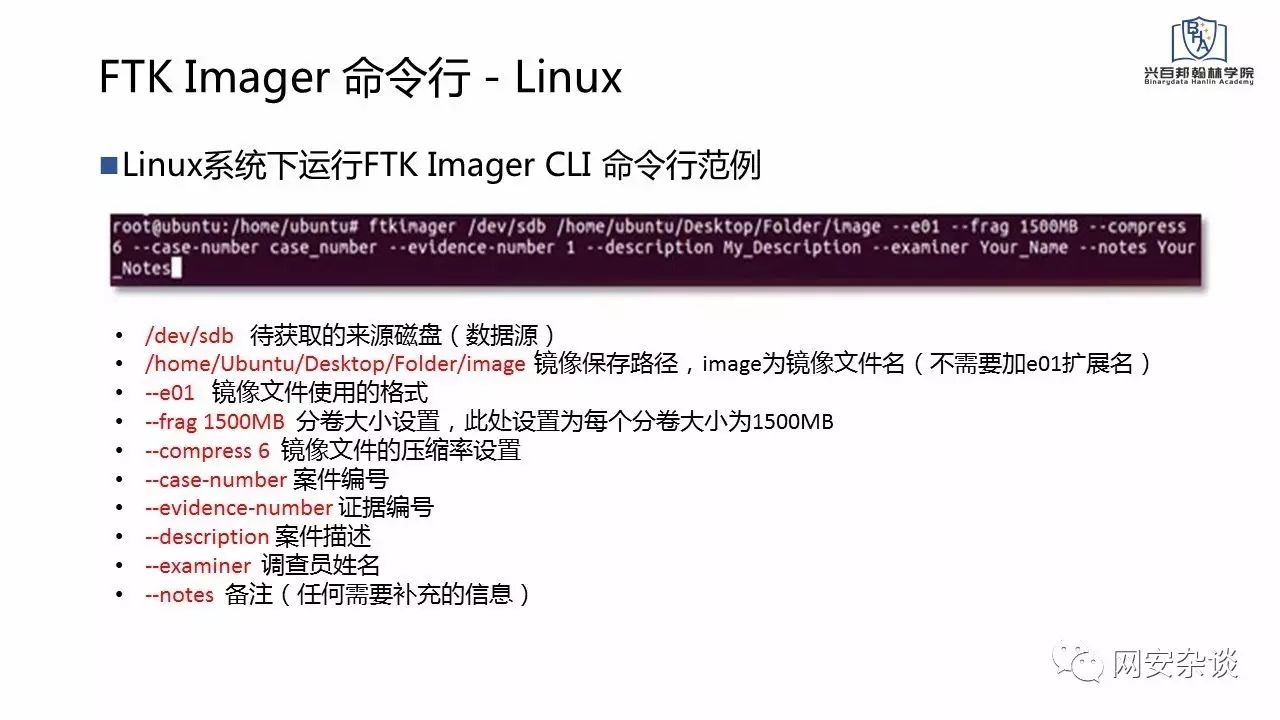 BHA
兴百邦翰林学院
Binarydata Hanlin Academy
FTK Imager 命令行 - Linux
Linux系统下运行FTK Imager CLI 命令行范例
root@ubuntu:/home/ubuntu# ftkimager /dev/sdb /home/ubuntu/Desktop/Folder/image --e01 --frag 1500MB --compress
6 --case-number case_number --evidence-number 1 --description My_Description --examiner Your_Name --notes Your
_Notes
• /dev/sdb 待获取的来源磁盘（数据源）
• /home/Ubuntu/Desktop/Folder/image 镜像保存路径，image为镜像文件名（不需要加e01扩展名）
• --e01 镜像文件使用的格式
• --frag 1500MB 分卷大小设置，此处设置为每个分卷大小为1500MB
• --compress 6 镜像文件的压缩率设置
• --case-number 案件编号
• --evidence-number 证据编号
• --description 案件描述
• --examiner 调查员姓名
• --notes 备注（任何需要补充的信息）
网安杂谈